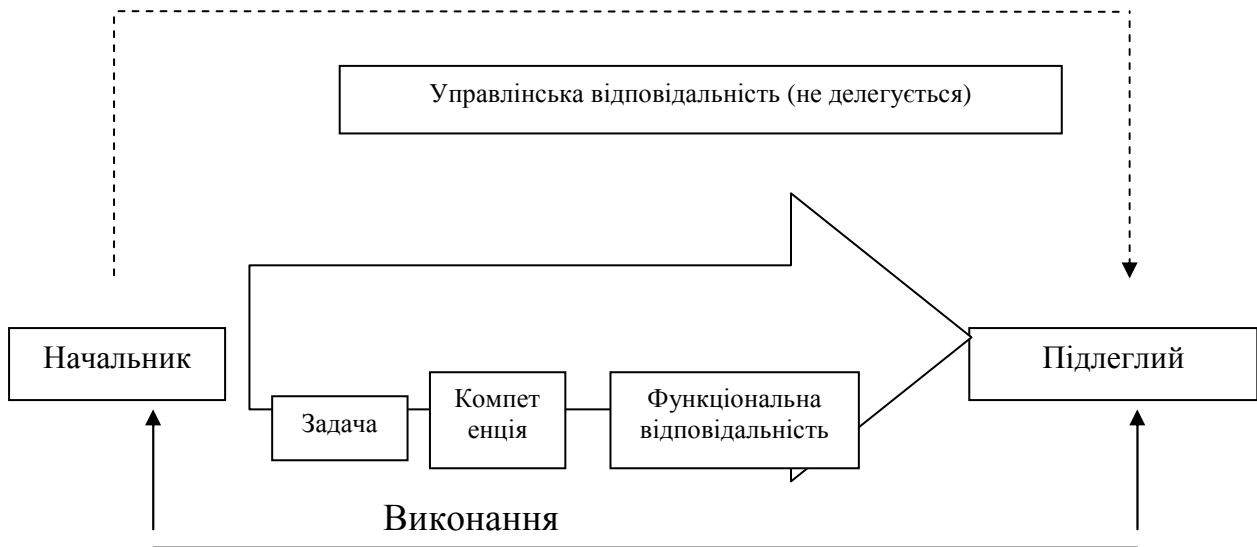 Управлінська відповідальність (не делегується)
Начальник
Підлеглий
Задача
Компет
енція
Функціональна
відповідальність
Виконання